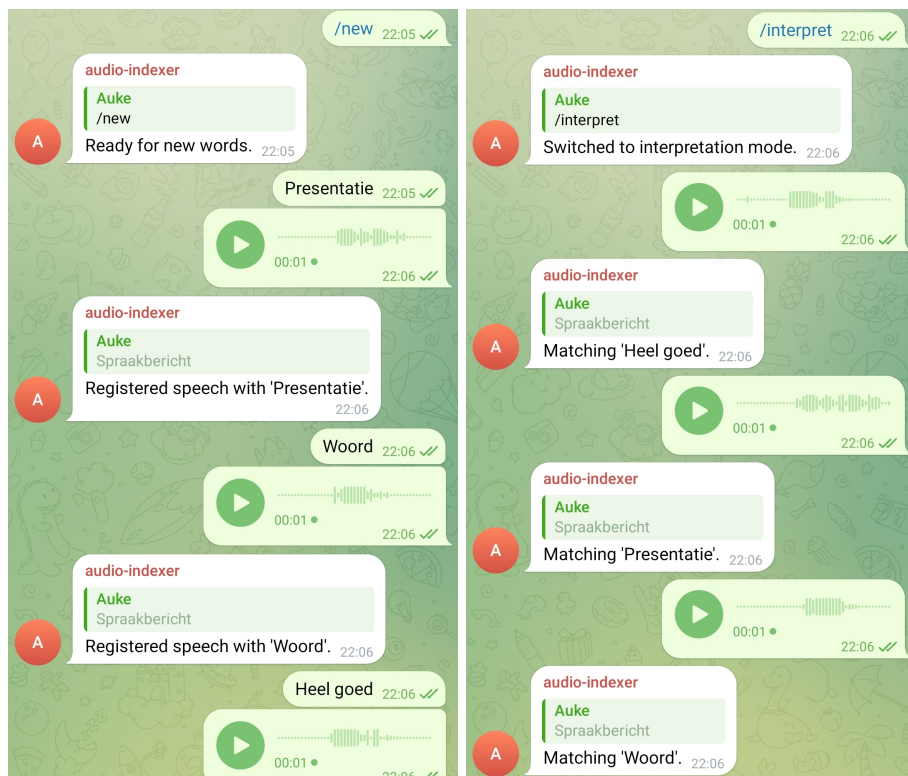 /new 22:05
audio-indexer
Auke
/new
A
Ready for new words. 22:05
Presentatie 22:05
00:01
22:06
audio-indexer
Auke
Spraakbericht
A
Registered speech with 'Presentatie'.
22:06
Woord 22:06
00:01
22:06
audio-indexer
Auke
Spraakbericht
A
Registered speech with 'Woord'. 22:06
Heel goed 22:06
00:01
22:06
/interpret 22:06
audio-indexer
Auke
/interpret
A
Switched to interpretation mode. 22:06
00:01
22:06
audio-indexer
Auke
Spraakbericht
A
Matching 'Heel goed'. 22:06
00:01
22:06
audio-indexer
Auke
Spraakbericht
A
Matching 'Presentatie'. 22:06
00:01
22:06
audio-indexer
Auke
Spraakbericht
A
Matching 'Woord'. 22:06